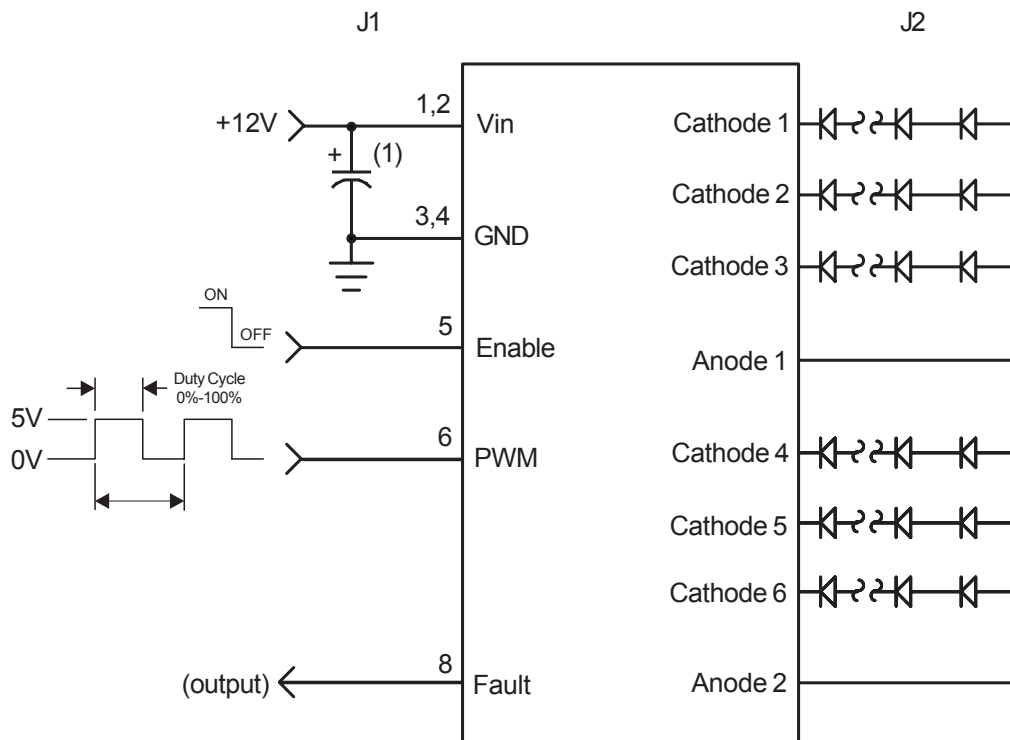 J1
J2
+12V
1,2
Vin
+
(1)
3,4
GND
ON
OFF
5
Enable
Duty Cycle
0%-100%
5V
0V
6
PWM
(output)
8
Fault
Cathode 1
Cathode 2
Cathode 3
Anode 1
Cathode 4
Cathode 5
Cathode 6
Anode 2